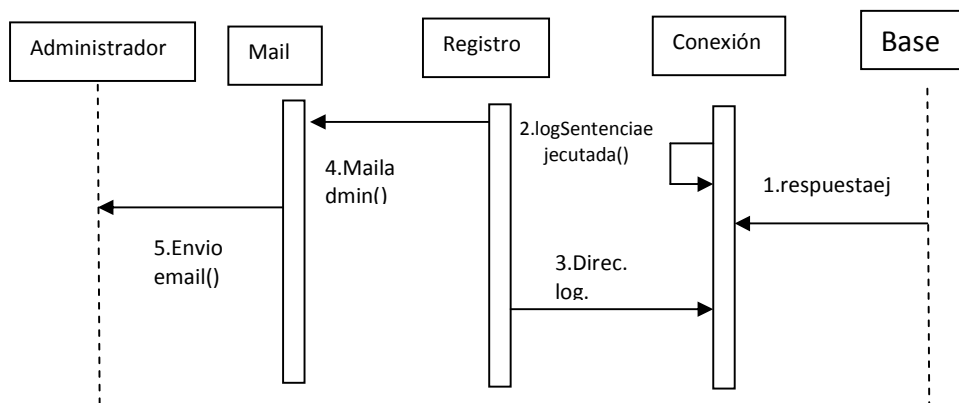 Administrador
Mail
Registro
Conexión
Base
2.logSentenciae
jecutada()
4.Maila
dmin()
1.respuestaej
5.Envio
email()
3.Direc.
log.